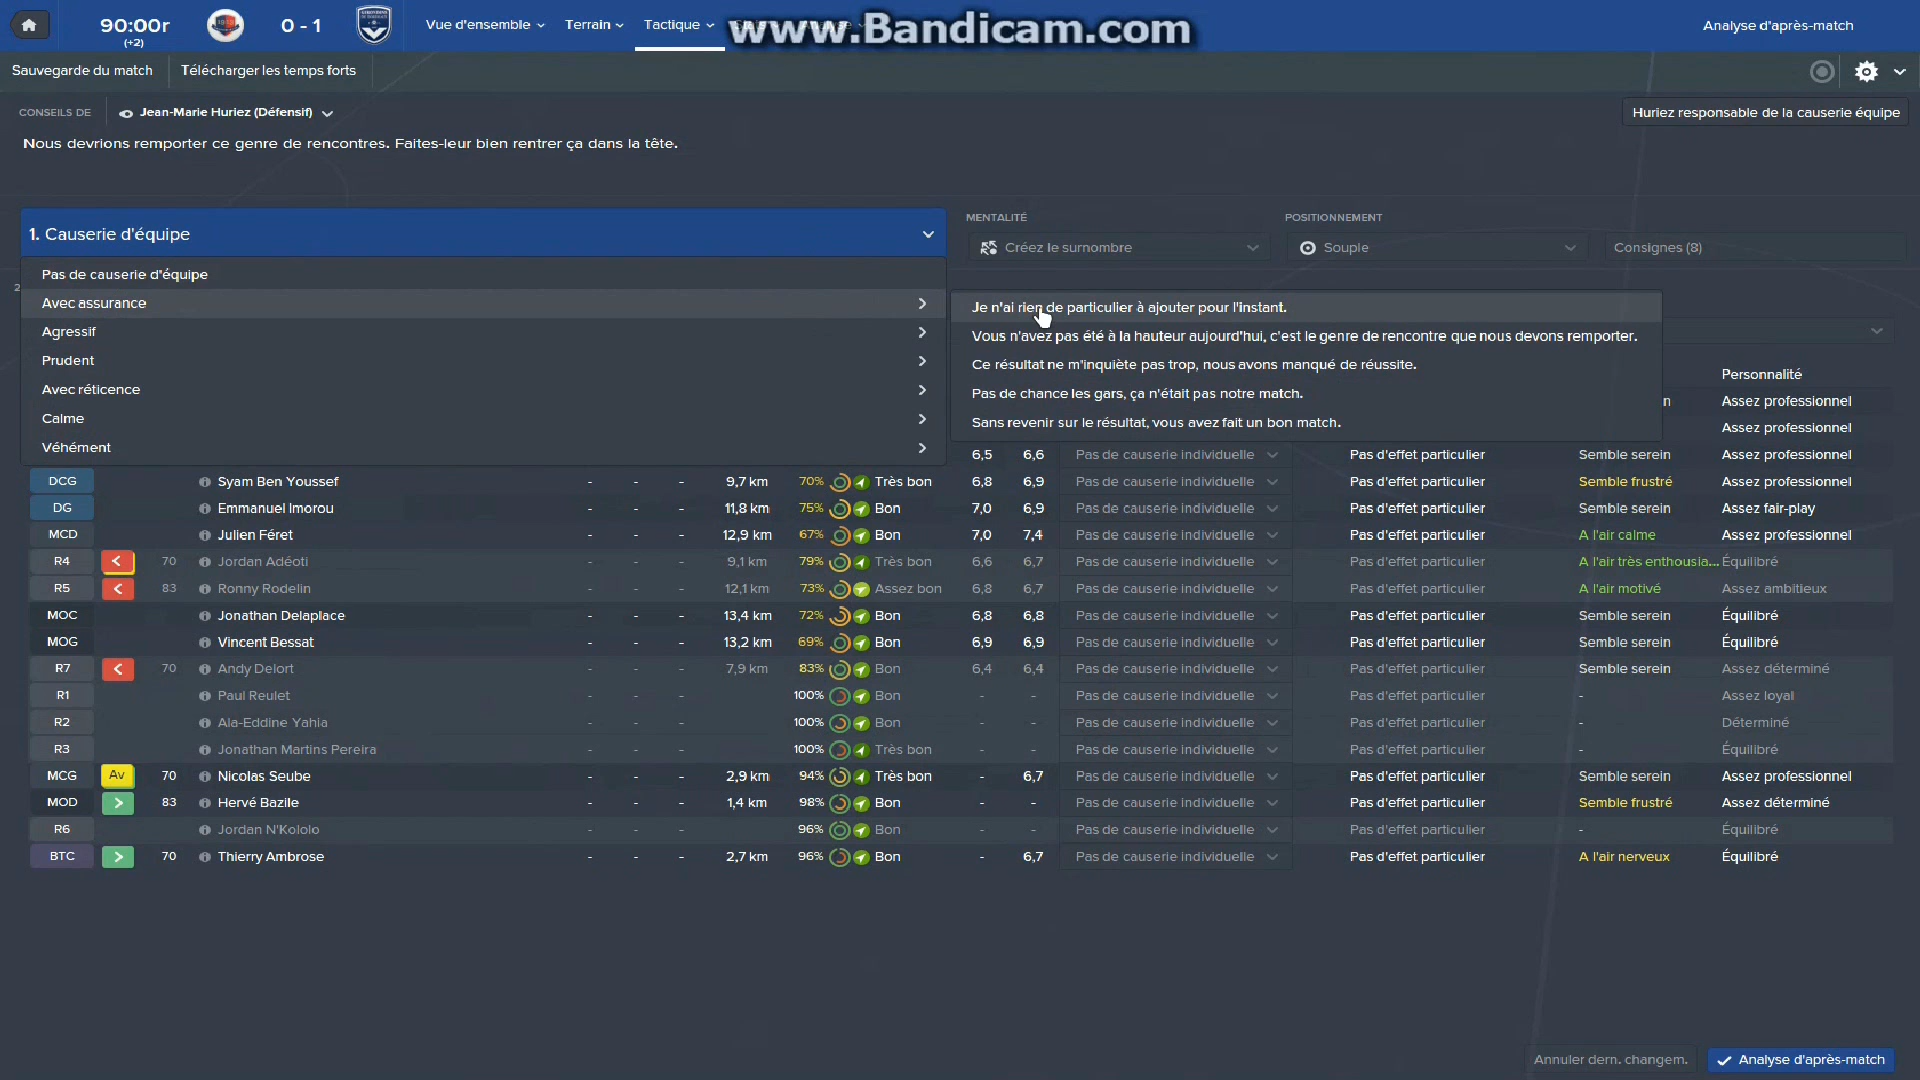 90:00r
(+2)
0 - 1
Vue d'ensemble
Terrain
Tactique
www.Bandicam.com
Analyse d'après-match
Sauvegarde du match
Télécharger les temps forts
CONSEILS DE
Jean-Marie Huriez (Défensif)
Huriez responsable de la causerie équipe
Nous devrions remporter ce genre de rencontres. Faites-leur bien rentrer ça dans la tête.
1. Causerie d'équipe
MENTALITÉ
POSITIONNEMENT
Créez le surnombre
Souple
Consignes (8)
Pas de causerie d'équipe
Avec assurance
Agressif
Prudent
Avec réticence
Calme
Véhément
Je n'ai rien de particulier à ajouter pour l'instant.
Vous n'avez pas été à la hauteur aujourd'hui, c'est le genre de rencontre que nous devons remporter.
Ce résultat ne m'inquiète pas trop, nous avons manqué de réussite.
Pas de chance les gars, ça n'était pas notre match.
Sans revenir sur le résultat, vous avez fait un bon match.
Personnalité
Assez professionnel
Assez professionnel
6,5 6,6 Pas de causerie individuelle Pas d'effet particulier Semble serein Assez professionnel
DCG Syam Ben Youssef - - - 9,7 km 70% Très bon 6,8 6,9 Pas de causerie individuelle Pas d'effet particulier Semble frustré Assez professionnel
DG Emmanuel Imorou - - - 11,8 km 75% Bon 7,0 6,9 Pas de causerie individuelle Pas d'effet particulier Semble serein Assez fair-play
MCD Julien Féret - - - 12,9 km 67% Bon 7,0 7,4 Pas de causerie individuelle Pas d'effet particulier A l'air calme Assez professionnel
R4 70 Jordan Adéoti - - - 9,1 km 79% Très bon 6,6 6,7 Pas de causerie individuelle Pas d'effet particulier A l'air très enthousia... Équilibré
R5 83 Ronny Rodelin - - - 12,1 km 73% Assez bon 6,8 6,7 Pas de causerie individuelle Pas d'effet particulier A l'air motivé Assez ambitieux
MOC Jonathan Delaplace - - - 13,4 km 72% Bon 6,8 6,8 Pas de causerie individuelle Pas d'effet particulier Semble serein Équilibré
MOG Vincent Bessat - - - 13,2 km 69% Bon 6,9 6,9 Pas de causerie individuelle Pas d'effet particulier Semble serein Équilibré
R7 70 Andy Delort - - - 7,9 km 83% Bon 6,4 6,4 Pas de causerie individuelle Pas d'effet particulier Semble serein Assez déterminé
R1 Paul Reulet - - - 100% Bon - - Pas de causerie individuelle Pas d'effet particulier - Assez loyal
R2 Ala-Eddine Yahia - - - 100% Bon - - Pas de causerie individuelle Pas d'effet particulier - Déterminé
R3 Jonathan Martins Pereira - - - 100% Très bon - - Pas de causerie individuelle Pas d'effet particulier - Équilibré
MCG Av 70 Nicolas Seube - - - 2,9 km 94% Très bon - 6,7 Pas de causerie individuelle Pas d'effet particulier Semble serein Assez professionnel
MOD 83 Hervé Bazile - - - 1,4 km 98% Bon - - Pas de causerie individuelle Pas d'effet particulier Semble frustré Assez déterminé
R6 Jordan N'Kololo - - - 96% Bon - - Pas de causerie individuelle Pas d'effet particulier - Équilibré
BTC 70 Thierry Ambrose - - - 2,7 km 96% Bon - 6,7 Pas de causerie individuelle Pas d'effet particulier A l'air nerveux Équilibré
Annuler dern. changem.
Analyse d'après-match